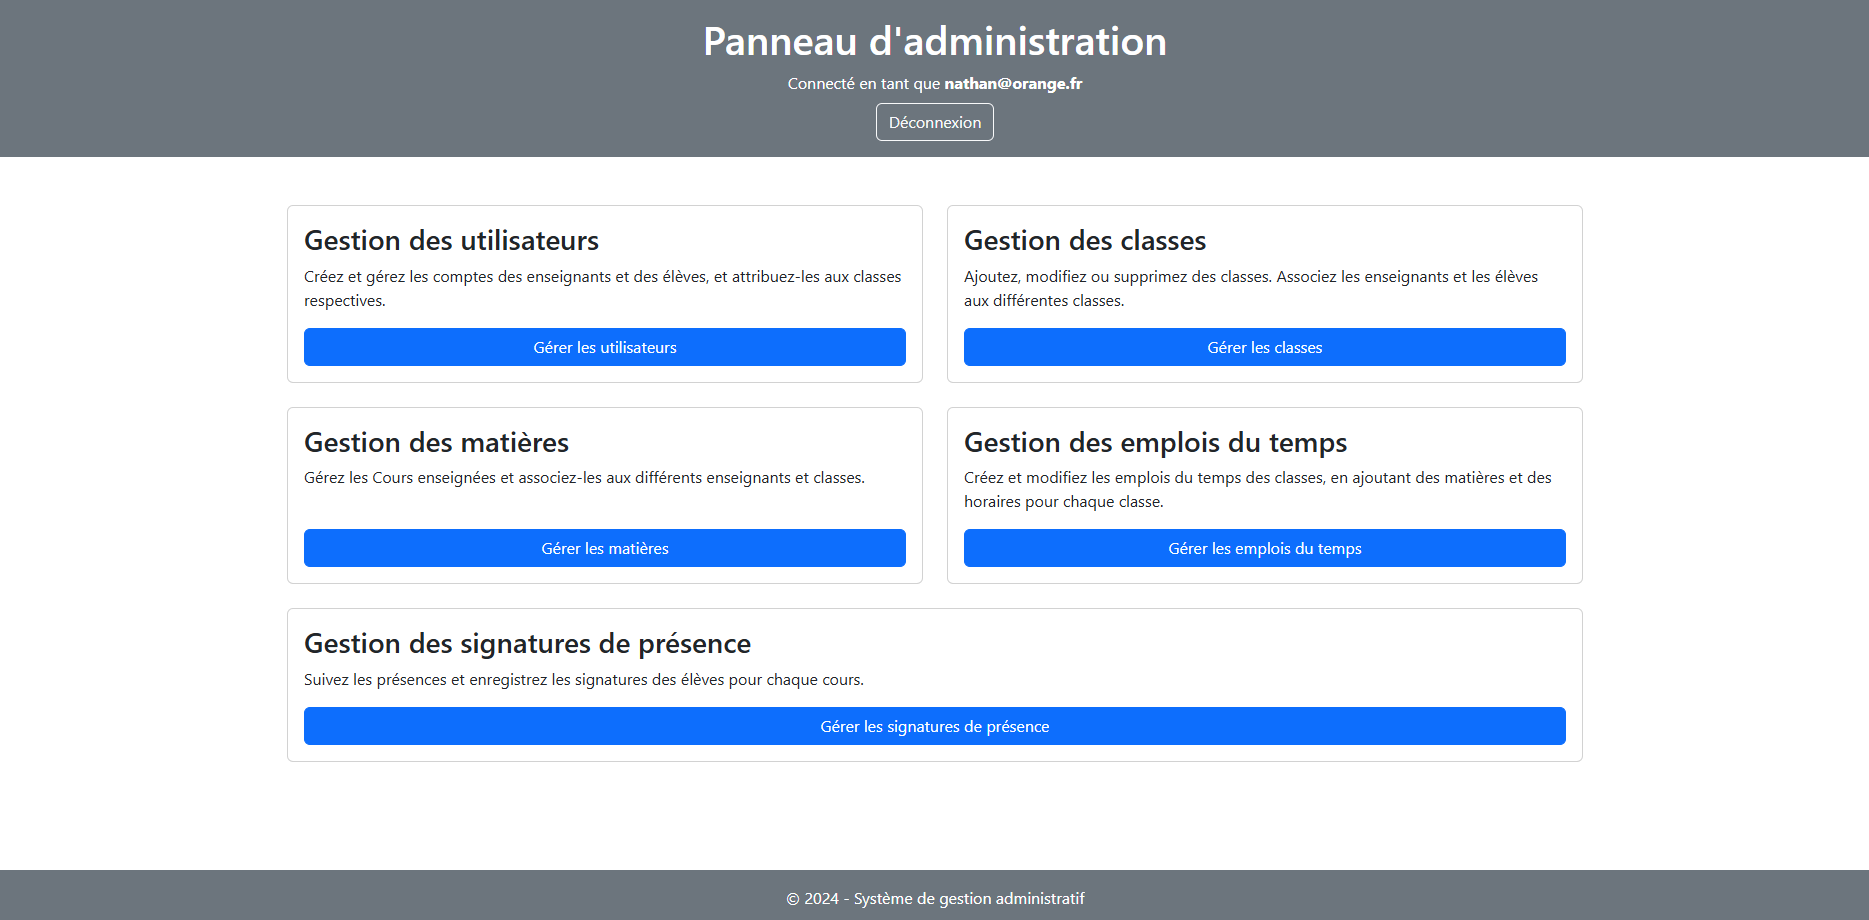 Panneau d'administration
Connecté en tant que nathan@orange.fr
Déconnexion
Gestion des utilisateurs
Créez et gérez les comptes des enseignants et des élèves, et attribuez-les aux classes
respectives.
Gérer les utilisateurs
Gestion des classes
Ajoutez, modifiez ou supprimez des classes. Associez les enseignants et les élèves
aux différentes classes.
Gérer les classes
Gestion des matières
Gérez les Cours enseignées et associez-les aux différents enseignants et classes.
Gérer les matières
Gestion des emplois du temps
Créez et modifiez les emplois du temps des classes, en ajoutant des matières et des
horaires pour chaque classe.
Gérer les emplois du temps
Gestion des signatures de présence
Suivez les présences et enregistrez les signatures des élèves pour chaque cours.
Gérer les signatures de présence
© 2024 - Système de gestion administratif